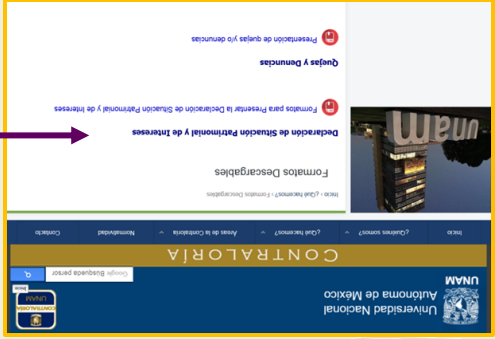 Universidad Nacional
Autónoma de México
UNAM
CONTRALORÍA
UNAM
Inicio
Google Búsqueda person
CONTRALORÍA
Inicio
¿Quiénes somos?
¿Qué hacemos?
Áreas de la Contraloría
Normatividad
Contacto
Inicio › ¿Qué hacemos? › Formatos Descargables
Formatos Descargables
unam
Declaración de Situación Patrimonial y de Intereses
Formatos para Presentar la Declaración de Situación Patrimonial y de Intereses
Quejas y Denuncias
Presentación de quejas y/o denuncias